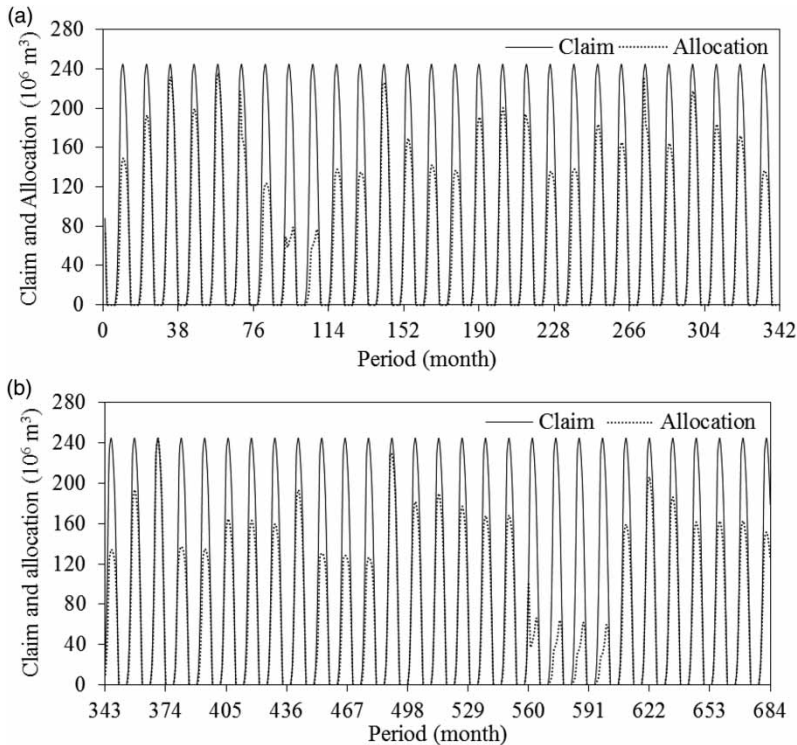 (a)
280
240
200
160
120
80
40
0
Claim and Allocation (10⁶ m³)
Claim Allocation
0 38 76 114 152 190 228 266 304 342
Period (month)
(b)
280
240
200
160
120
80
40
0
Claim and allocation (10⁶ m³)
Claim Allocation
343 374 405 436 467 498 529 560 591 622 653 684
Period (month)